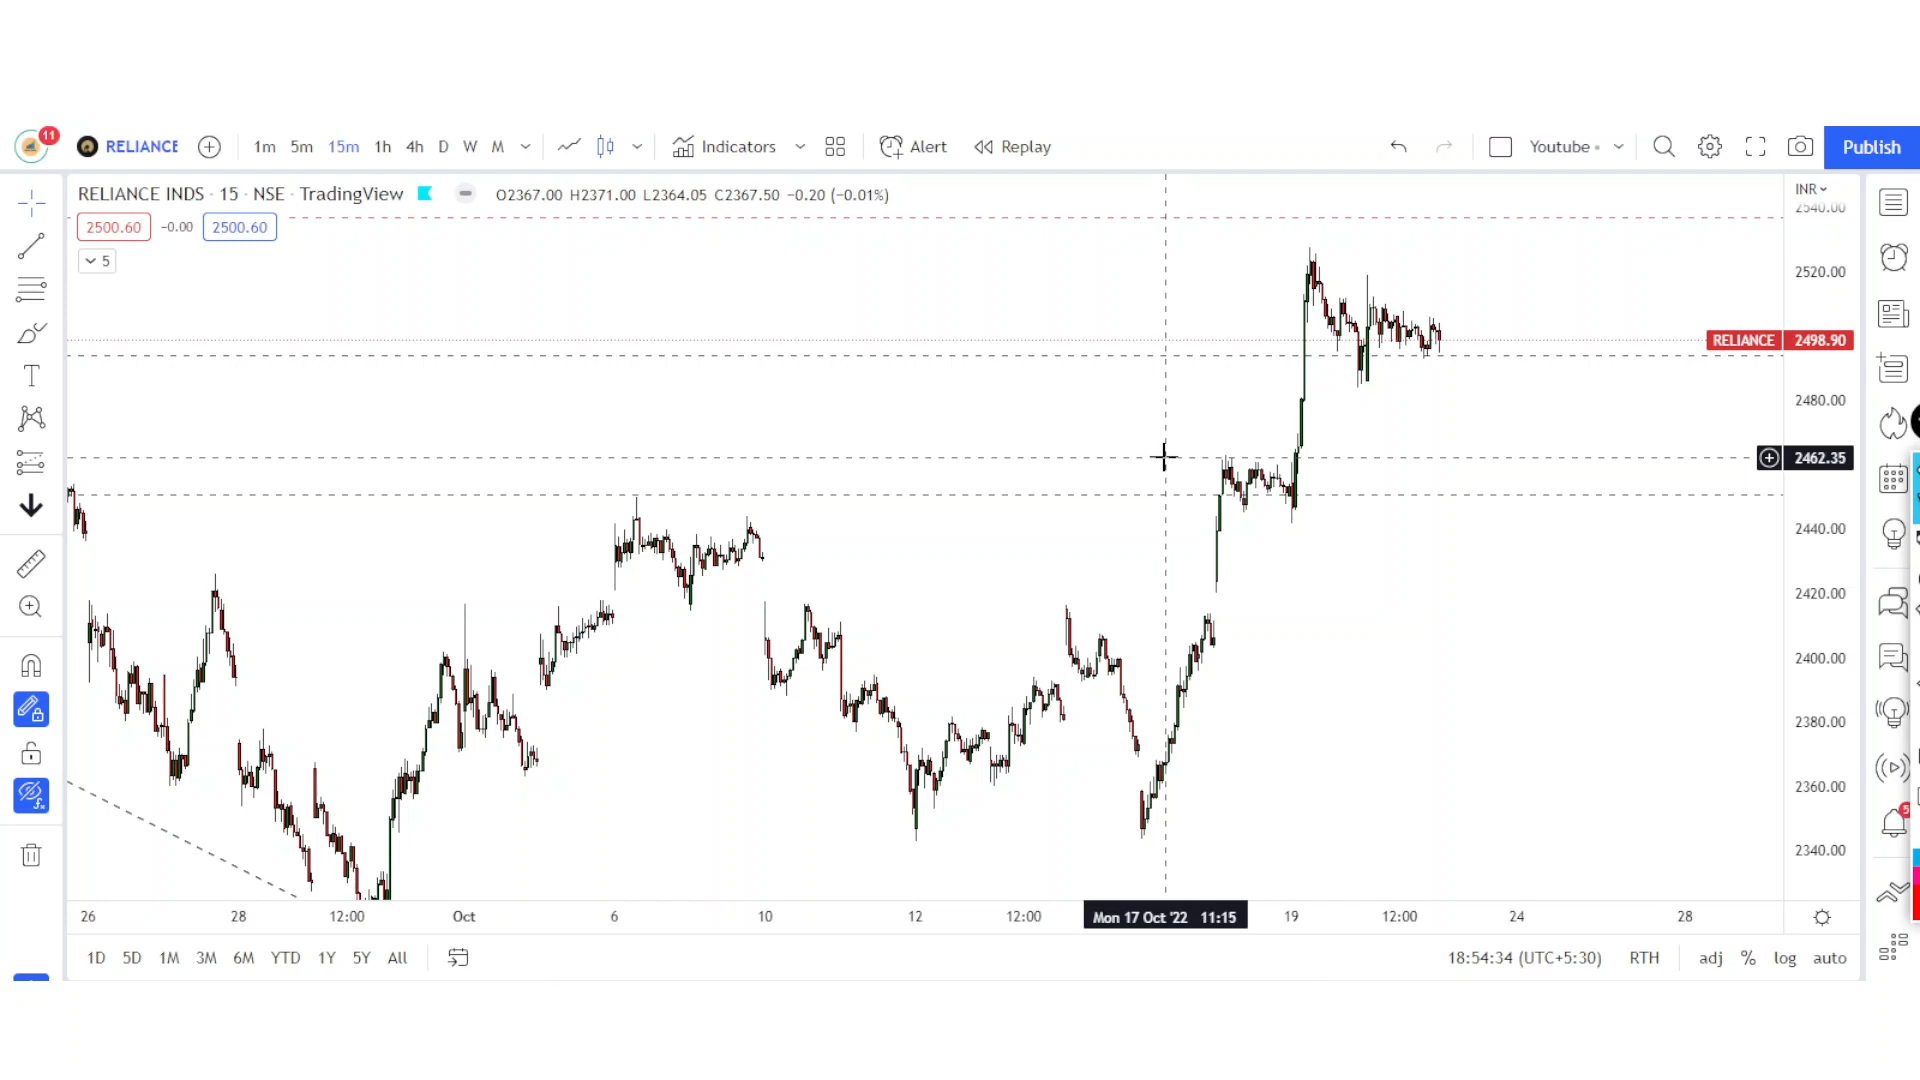 11 RELIANCE 1m 5m 15m 1h 4h D W M Indicators Alert Replay Youtube Publish
RELIANCE INDS · 15 · NSE · TradingView O2367.00 H2371.00 L2364.05 C2367.50 −0.20 (−0.01%)
INR
2540.00
2500.60 −0.00 2500.60
5
2520.00
RELIANCE 2498.90
2480.00
2462.35
2440.00
2420.00
2400.00
2380.00
2360.00
5
2340.00
26 28 12:00 Oct 6 10 12 12:00 Mon 17 Oct '22 11:15 19 12:00 24 28
1D 5D 1M 3M 6M YTD 1Y 5Y All 18:54:34 (UTC+5:30) RTH adj % log auto